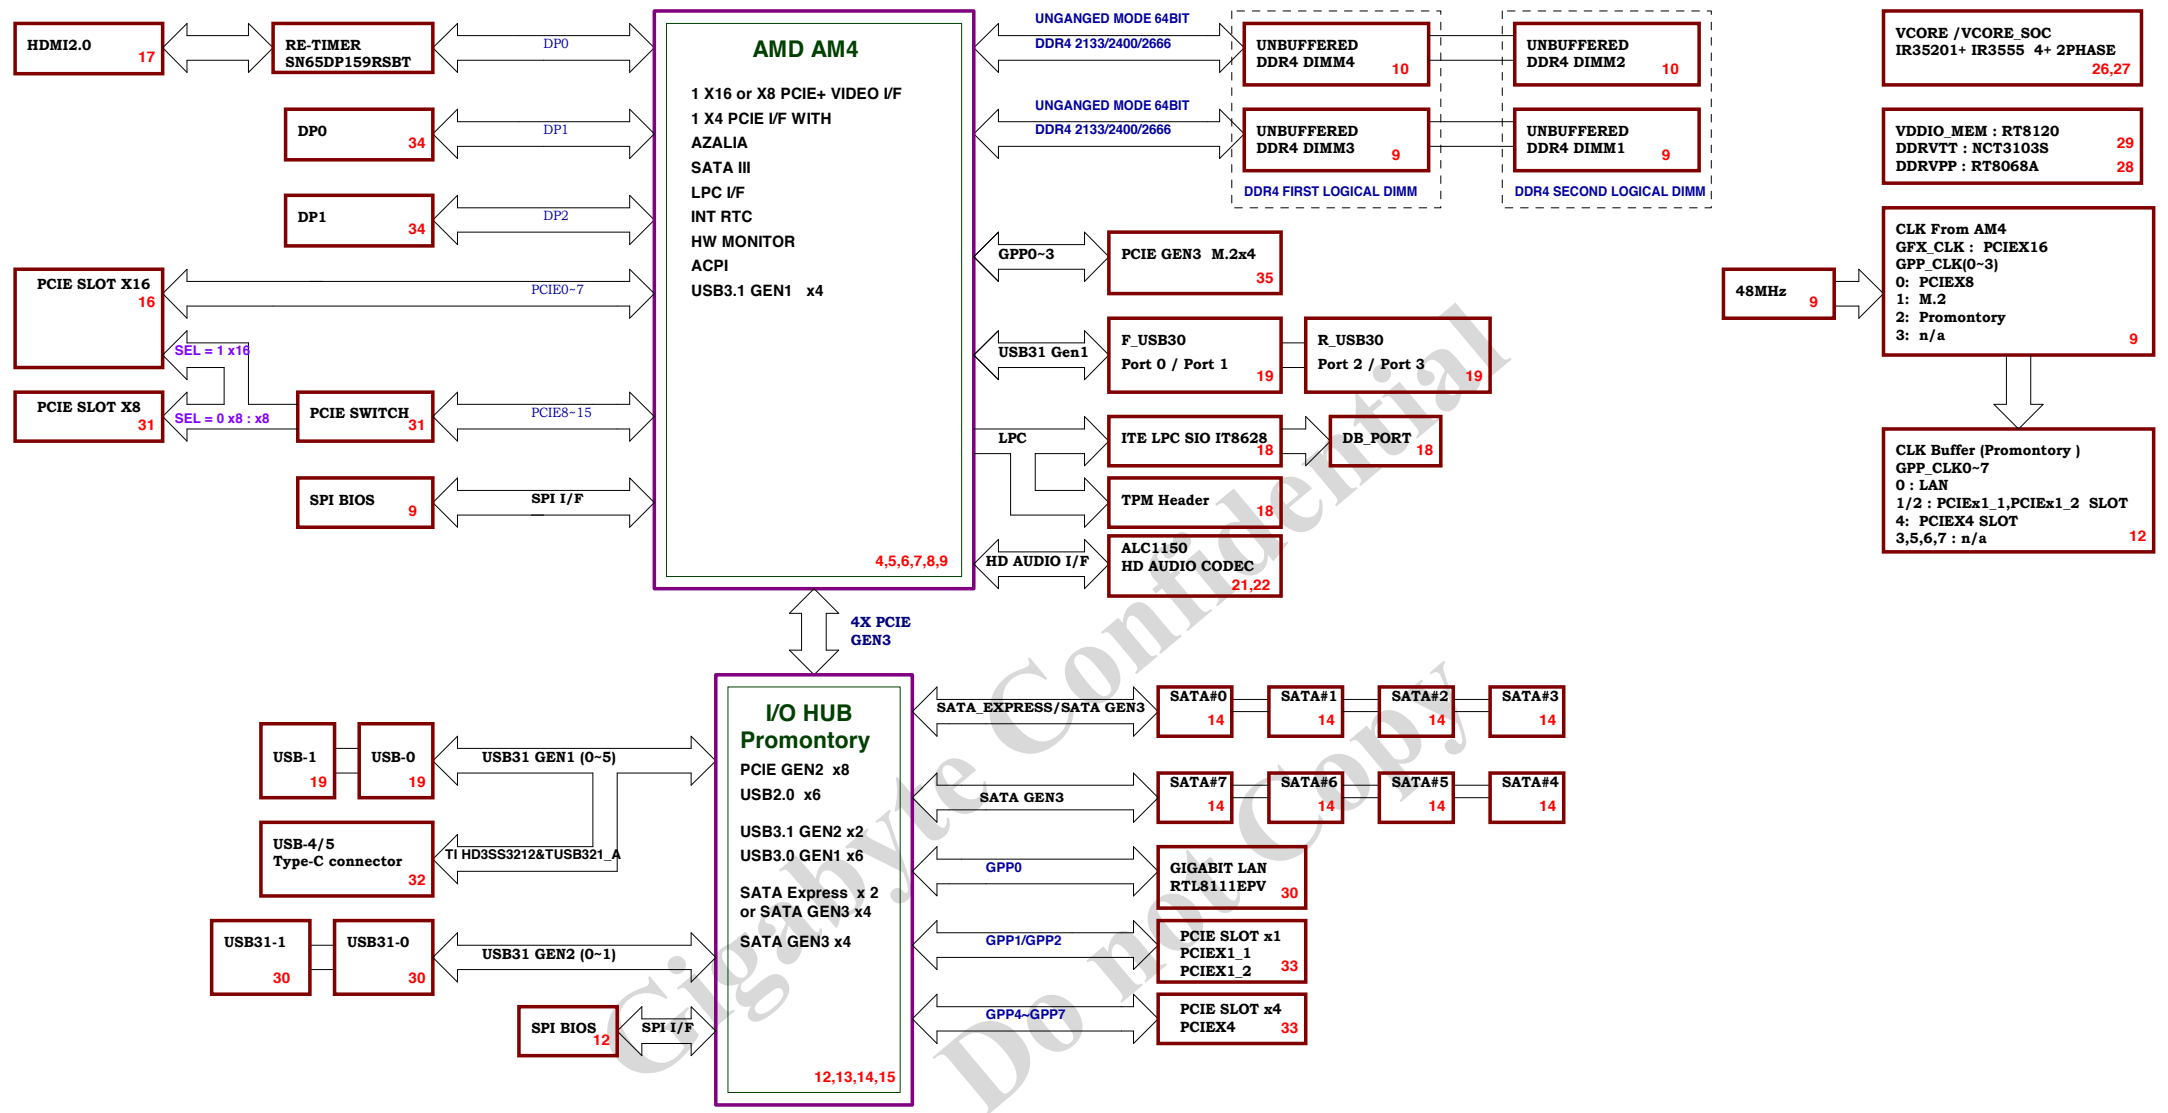 HDMI2.0
17
RE-TIMER
SN65DP159RSBT
DP0
DP0
34
DP1
DP1
34
DP2
PCIE SLOT X16
16
PCIE0~7
SEL = 1 x16
PCIE SLOT X8
31
SEL = 0 x8 : x8
PCIE SWITCH
31
PCIE8~15
SPI BIOS
9
SPI I/F
AMD AM4
1 X16 or X8 PCIE+ VIDEO I/F
1 X4 PCIE I/F WITH
AZALIA
SATA III
LPC I/F
INT RTC
HW MONITOR
ACPI
USB3.1 GEN1 x4
4,5,6,7,8,9
UNGANGED MODE 64BIT
DDR4 2133/2400/2666
UNBUFFERED
DDR4 DIMM4
10
UNBUFFERED
DDR4 DIMM2
10
UNGANGED MODE 64BIT
DDR4 2133/2400/2666
UNBUFFERED
DDR4 DIMM3
9
UNBUFFERED
DDR4 DIMM1
9
DDR4 FIRST LOGICAL DIMM
DDR4 SECOND LOGICAL DIMM
GPP0~3
PCIE GEN3 M.2x4
35
USB31 Gen1
F_USB30
Port 0 / Port 1
19
R_USB30
Port 2 / Port 3
19
LPC
ITE LPC SIO IT8628
18
DB_PORT
18
TPM Header
18
HD AUDIO I/F
ALC1150
HD AUDIO CODEC
21,22
VCORE /VCORE_SOC
IR35201+ IR3555 4+ 2PHASE
26,27
VDDIO_MEM : RT8120
DDRVTT : NCT3103S
DDRVPP : RT8068A
29
28
48MHz
9
CLK From AM4
GFX_CLK : PCIEX16
GPP_CLK(0~3)
0: PCIEX8
1: M.2
2: Promontory
3: n/a
9
CLK Buffer (Promontory )
GPP_CLK0~7
0 : LAN
1/2 : PCIEx1_1,PCIEx1_2 SLOT
4: PCIEX4 SLOT
3,5,6,7 : n/a
12
4X PCIE
GEN3
I/O HUB
Promontory
PCIE GEN2 x8
USB2.0 x6
USB3.1 GEN2 x2
USB3.0 GEN1 x6
SATA Express x 2
or SATA GEN3 x4
SATA GEN3 x4
12,13,14,15
USB-1
19
USB-0
19
USB31 GEN1 (0~5)
USB-4/5
Type-C connector
32
TI HD3SS3212&TUSB321_A
USB31-1
30
USB31-0
30
USB31 GEN2 (0~1)
SPI BIOS
12
SPI I/F
SATA_EXPRESS/SATA GEN3
SATA#0
14
SATA#1
14
SATA#2
14
SATA#3
14
SATA GEN3
SATA#7
14
SATA#6
14
SATA#5
14
SATA#4
14
GPP0
GIGABIT LAN
RTL8111EPV
30
GPP1/GPP2
PCIE SLOT x1
PCIEX1_1
PCIEX1_2
33
GPP4~GPP7
PCIE SLOT x4
PCIEX4
33
Gigabyte Confidential
Do not Copy